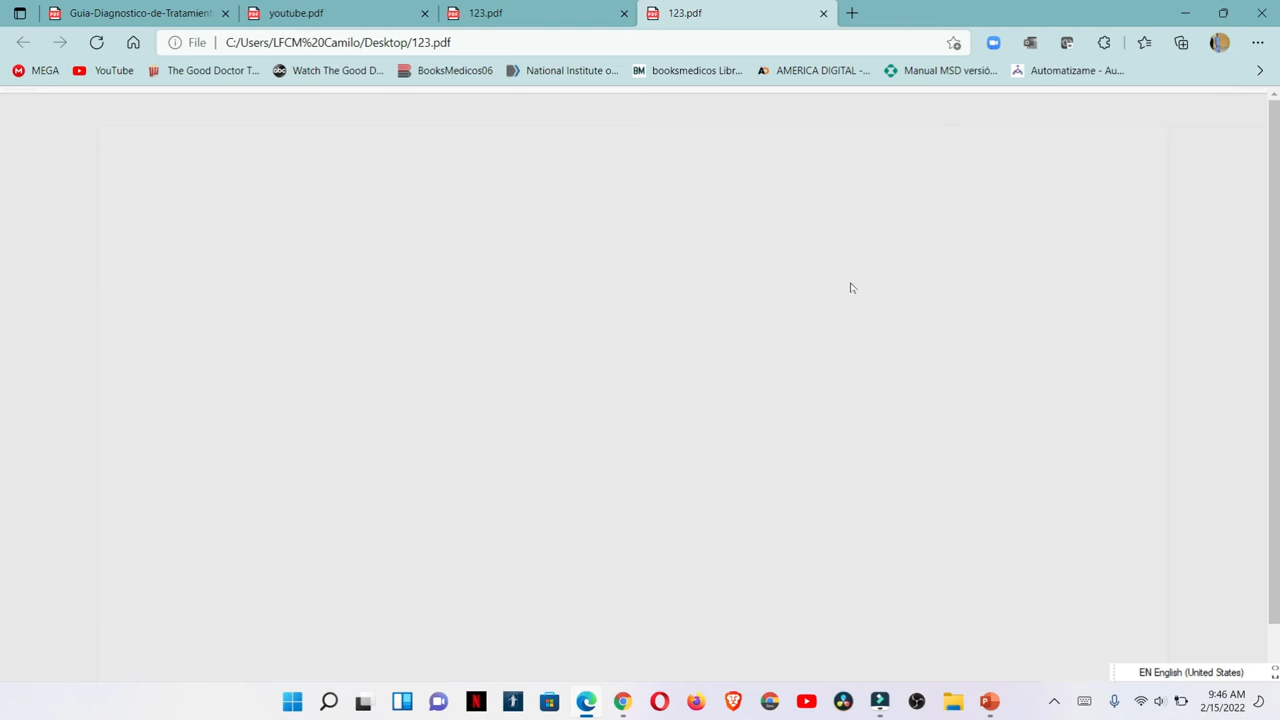 Guia-Diagnostico-de-Tratamient
youtube.pdf
123.pdf
123.pdf
File
C:/Users/LFCM%20Camilo/Desktop/123.pdf
MEGA
YouTube
The Good Doctor T...
Watch The Good D...
BooksMedicos06
National Institute o...
booksmedicos Libr...
AMERICA DIGITAL -...
Manual MSD versió...
Automatizame - Au...
EN English (United States)
9:46 AM
2/15/2022